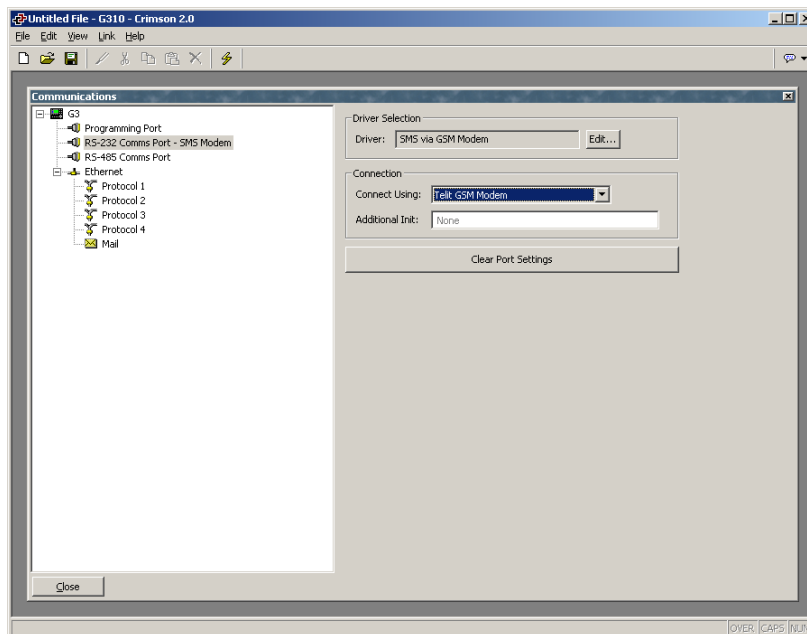 Untitled File - G310 - Crimson 2.0
File Edit View Link Help
Communications
G3
Programming Port
RS-232 Comms Port - SMS Modem
RS-485 Comms Port
Ethernet
Protocol 1
Protocol 2
Protocol 3
Protocol 4
Mail
Driver Selection
Driver: SMS via GSM Modem Edit...
Connection
Connect Using: Telit GSM Modem
Additional Init: None
Clear Port Settings
Close
OVER CAPS NUM